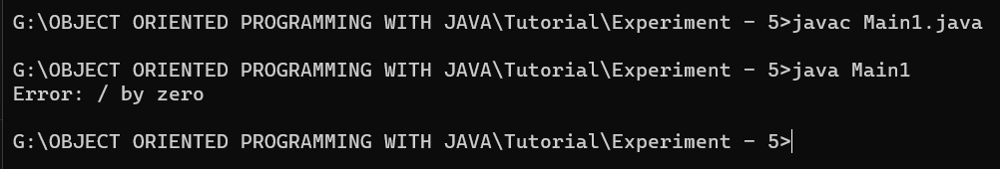 G:\OBJECT ORIENTED PROGRAMMING WITH JAVA\Tutorial\Experiment - 5>javac Main1.java
G:\OBJECT ORIENTED PROGRAMMING WITH JAVA\Tutorial\Experiment - 5>java Main1
Error: / by zero
G:\OBJECT ORIENTED PROGRAMMING WITH JAVA\Tutorial\Experiment - 5>